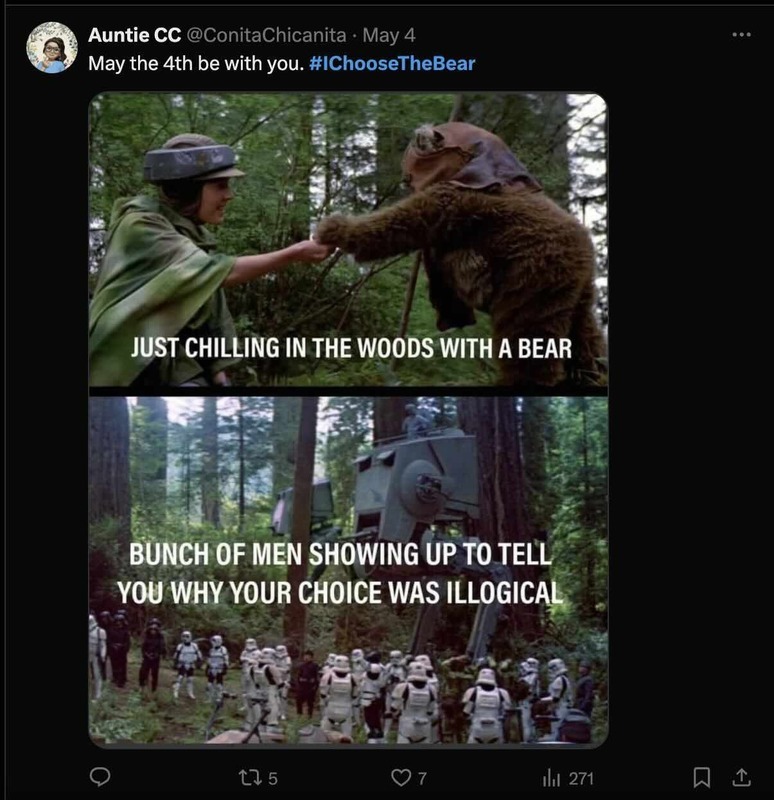 Auntie CC @ConitaChicanita · May 4
May the 4th be with you. #IChooseTheBear
JUST CHILLING IN THE WOODS WITH A BEAR
BUNCH OF MEN SHOWING UP TO TELL
YOU WHY YOUR CHOICE WAS ILLOGICAL
5 7 271